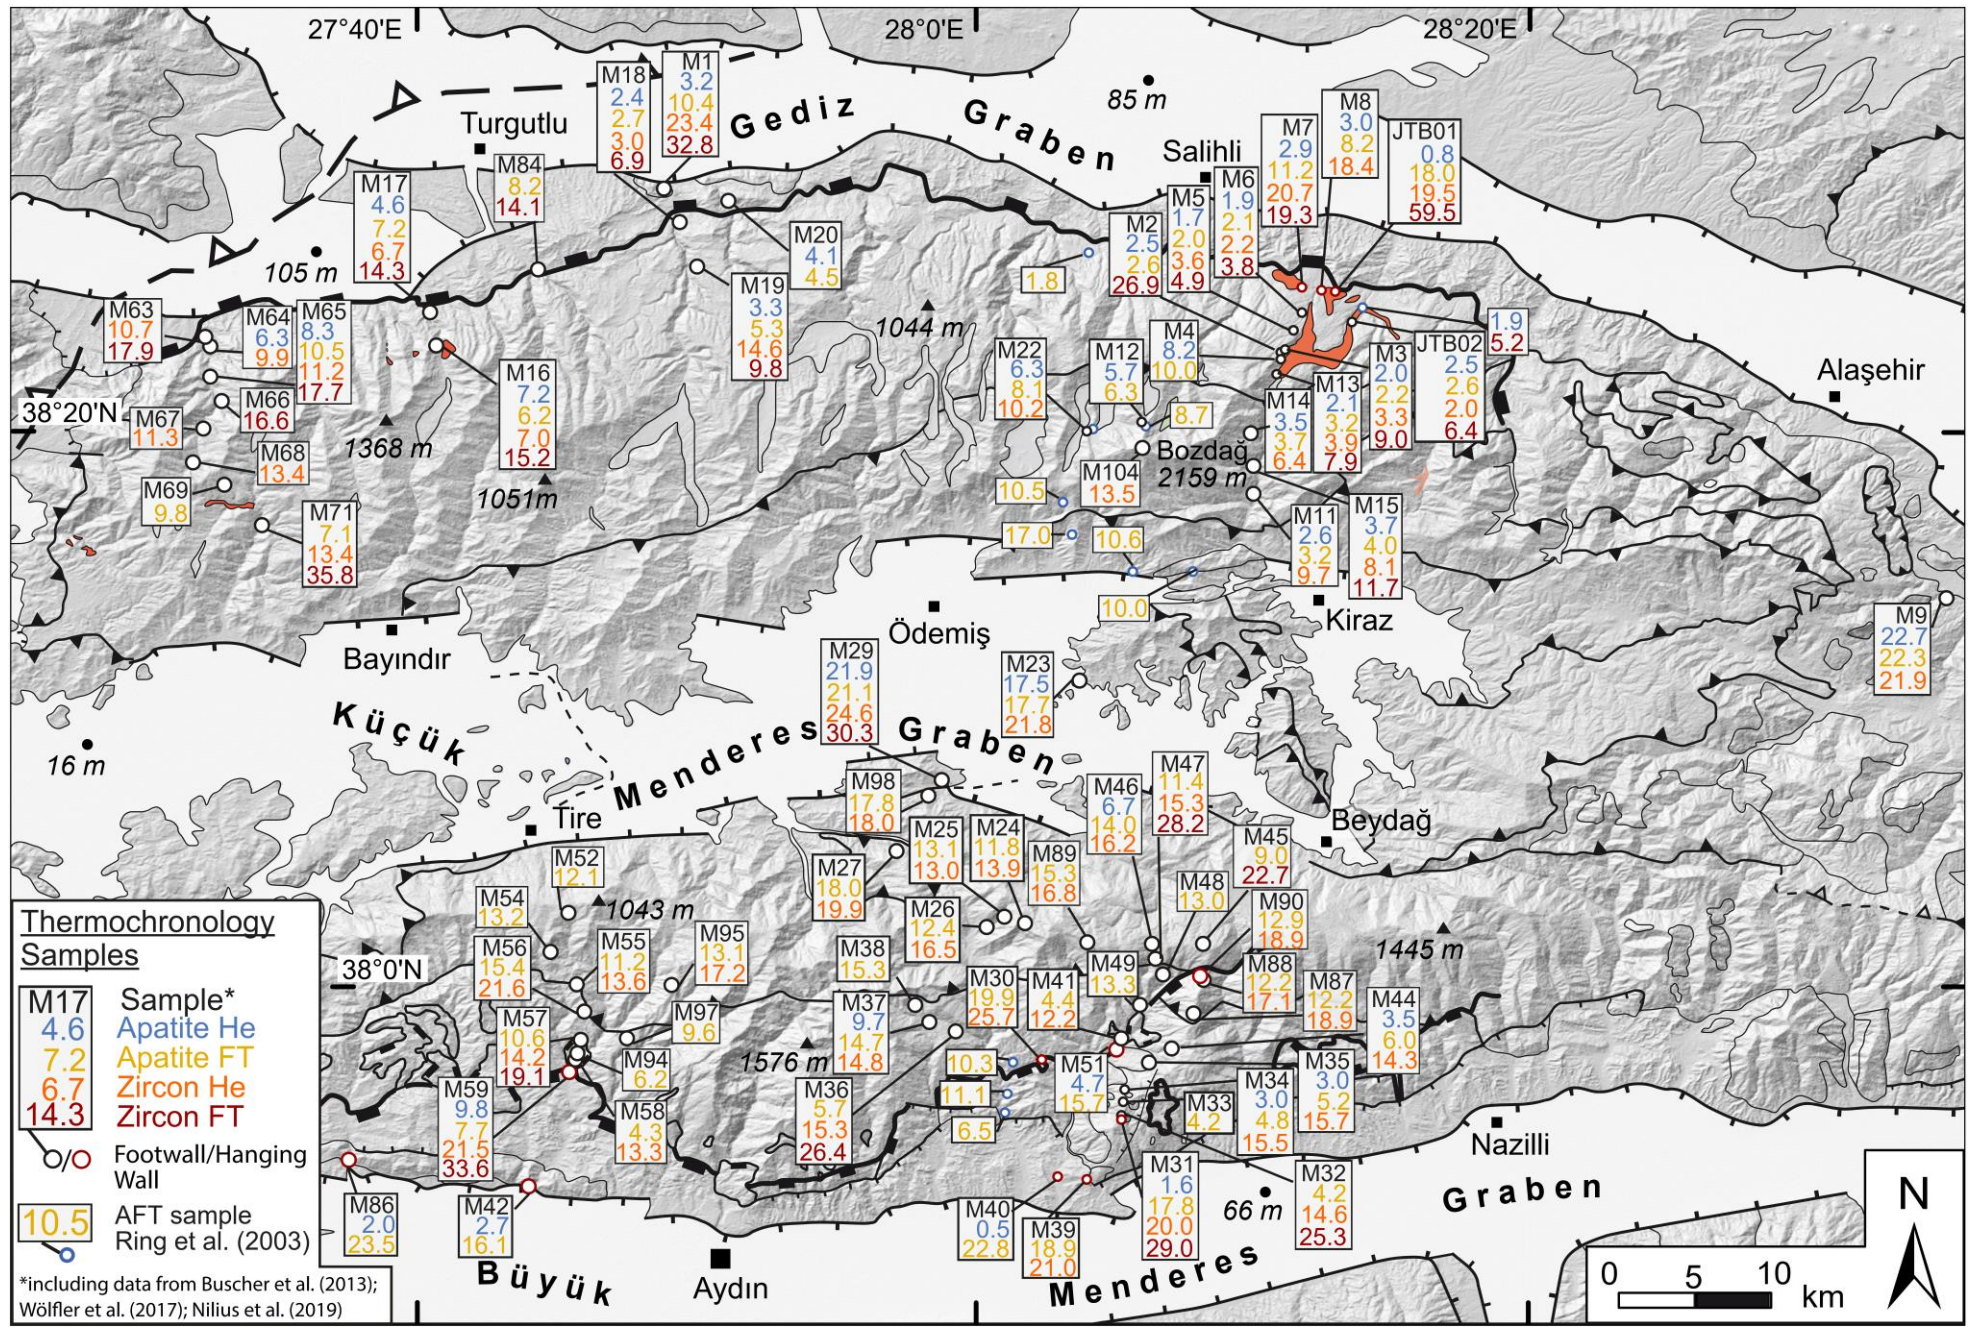 27°40'E
28°0'E
28°20'E
85 m
Gediz Graben
Turgutlu
Salihli
M18
2.4
2.7
3.0
6.9
M1
3.2
10.4
23.4
32.8
M8
3.0
8.2
18.4
M7
2.9
11.2
20.7
19.3
JTB01
0.8
18.0
19.5
59.5
M84
8.2
14.1
M17
4.6
7.2
6.7
14.3
M6
1.9
2.1
2.2
3.8
M5
1.7
2.0
3.6
4.9
M2
2.5
2.6
26.9
M20
4.1
4.5
105 m
1.8
M19
3.3
5.3
14.6
9.8
1044 m
M63
10.7
17.9
M64
6.3
9.9
M65
8.3
10.5
11.2
17.7
1.9
5.2
M4
8.2
10.0
M22
6.3
8.1
10.2
M12
5.7
6.3
M3
2.0
2.2
3.3
9.0
JTB02
2.5
2.6
2.0
6.4
Alaşehir
M16
7.2
6.2
7.0
15.2
M13
2.1
3.2
3.9
7.9
M14
3.5
3.7
6.4
38°20'N
M66
16.6
M67
11.3
8.7
1368 m
Bozdağ
2159 m
M68
13.4
M104
13.5
1051m
M69
9.8
10.5
M71
7.1
13.4
35.8
M15
3.7
4.0
8.1
11.7
M11
2.6
3.2
9.7
17.0
10.6
10.0
Ödemiş
Kiraz
M9
22.7
22.3
21.9
Bayındır
M29
21.9
21.1
24.6
30.3
M23
17.5
17.7
21.8
Küçük Menderes Graben
16 m
M98
17.8
18.0
M46
6.7
14.0
16.2
M47
11.4
15.3
28.2
Tire
Beydağ
M25
13.1
13.0
M24
11.8
13.9
M45
9.0
22.7
M89
15.3
16.8
M52
12.1
M27
18.0
19.9
M48
13.0
M54
13.2
1043 m
M90
12.9
18.9
M26
12.4
16.5
M95
13.1
17.2
M56
15.4
21.6
M55
11.2
13.6
M38
15.3
1445 m
38°0'N
M49
13.3
M88
12.2
17.1
M30
19.9
25.7
M41
4.4
12.2
M87
12.2
18.9
M44
3.5
6.0
14.3
M37
9.7
14.7
14.8
M97
9.6
M57
10.6
14.2
19.1
1576 m
10.3
M94
6.2
M51
4.7
15.7
M35
3.0
5.2
15.7
M34
3.0
4.8
15.5
M59
9.8
7.7
21.5
33.6
M36
5.7
15.3
26.4
11.1
M33
4.2
M58
4.3
13.3
6.5
Nazilli
M31
1.6
17.8
20.0
29.0
M32
4.2
14.6
25.3
M86
2.0
23.5
M42
2.7
16.1
M40
0.5
22.8
M39
18.9
21.0
66 m
Aydın
Büyük Menderes Graben
Thermochronology
Samples
M17 Sample*
4.6 Apatite He
7.2 Apatite FT
6.7 Zircon He
14.3 Zircon FT
/ Footwall/Hanging
Wall
10.5 AFT sample
Ring et al. (2003)
*including data from Buscher et al. (2013);
Wölfler et al. (2017); Nilius et al. (2019)
N
0 5 10
km